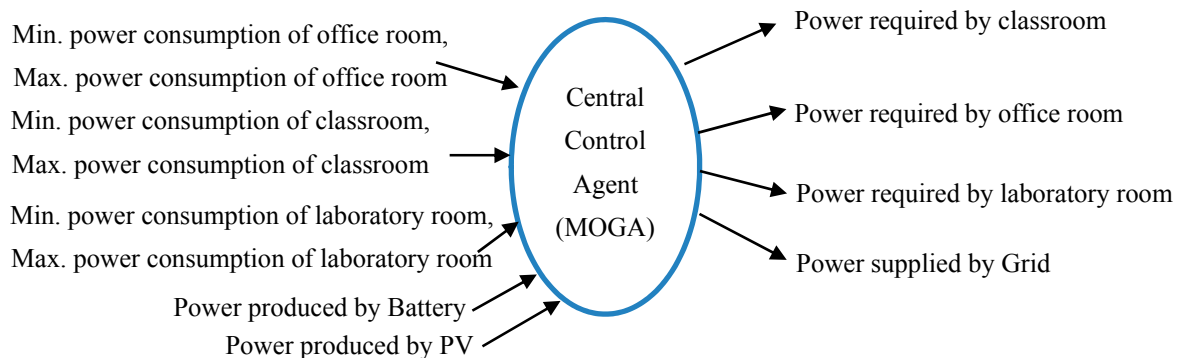 Min. power consumption of office room,
Max. power consumption of office room
Min. power consumption of classroom,
Max. power consumption of classroom
Min. power consumption of laboratory room,
Max. power consumption of laboratory room
Power produced by Battery
Power produced by PV
Central
Control
Agent
(MOGA)
Power required by classroom
Power required by office room
Power required by laboratory room
Power supplied by Grid